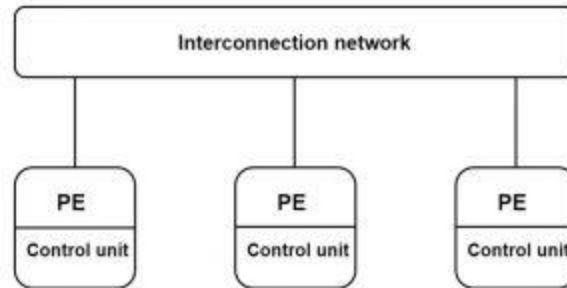 Interconnection network
PE
Control unit
PE
Control unit
PE
Control unit